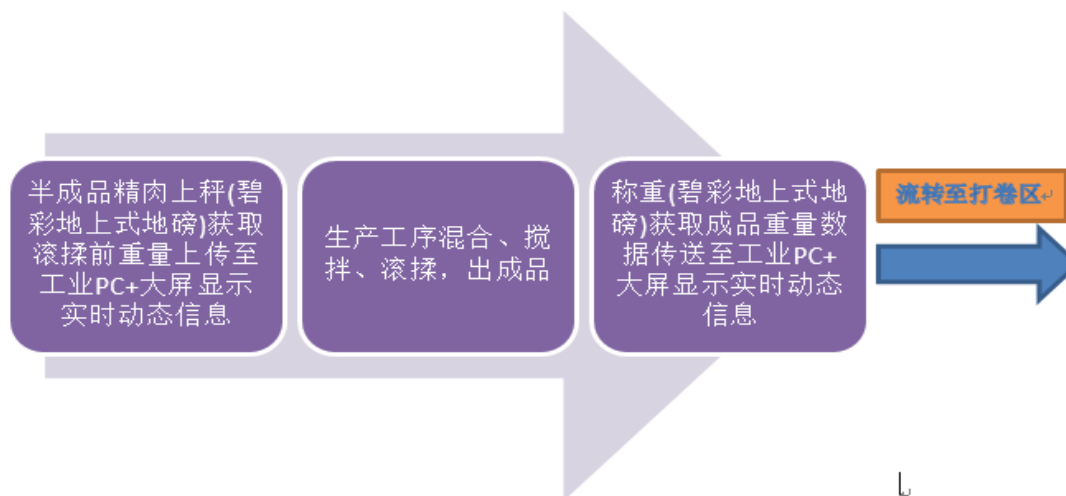 半成品精肉上秤(碧
彩地上式地磅)获取
滚揉前重量上传至
工业PC+大屏显示
实时动态信息
生产工序混合、搅
拌、滚揉，出成品
称重(碧彩地上式地
磅)获取成品重量数
据传送至工业PC+
大屏显示实时动态
信息
流转至打卷区